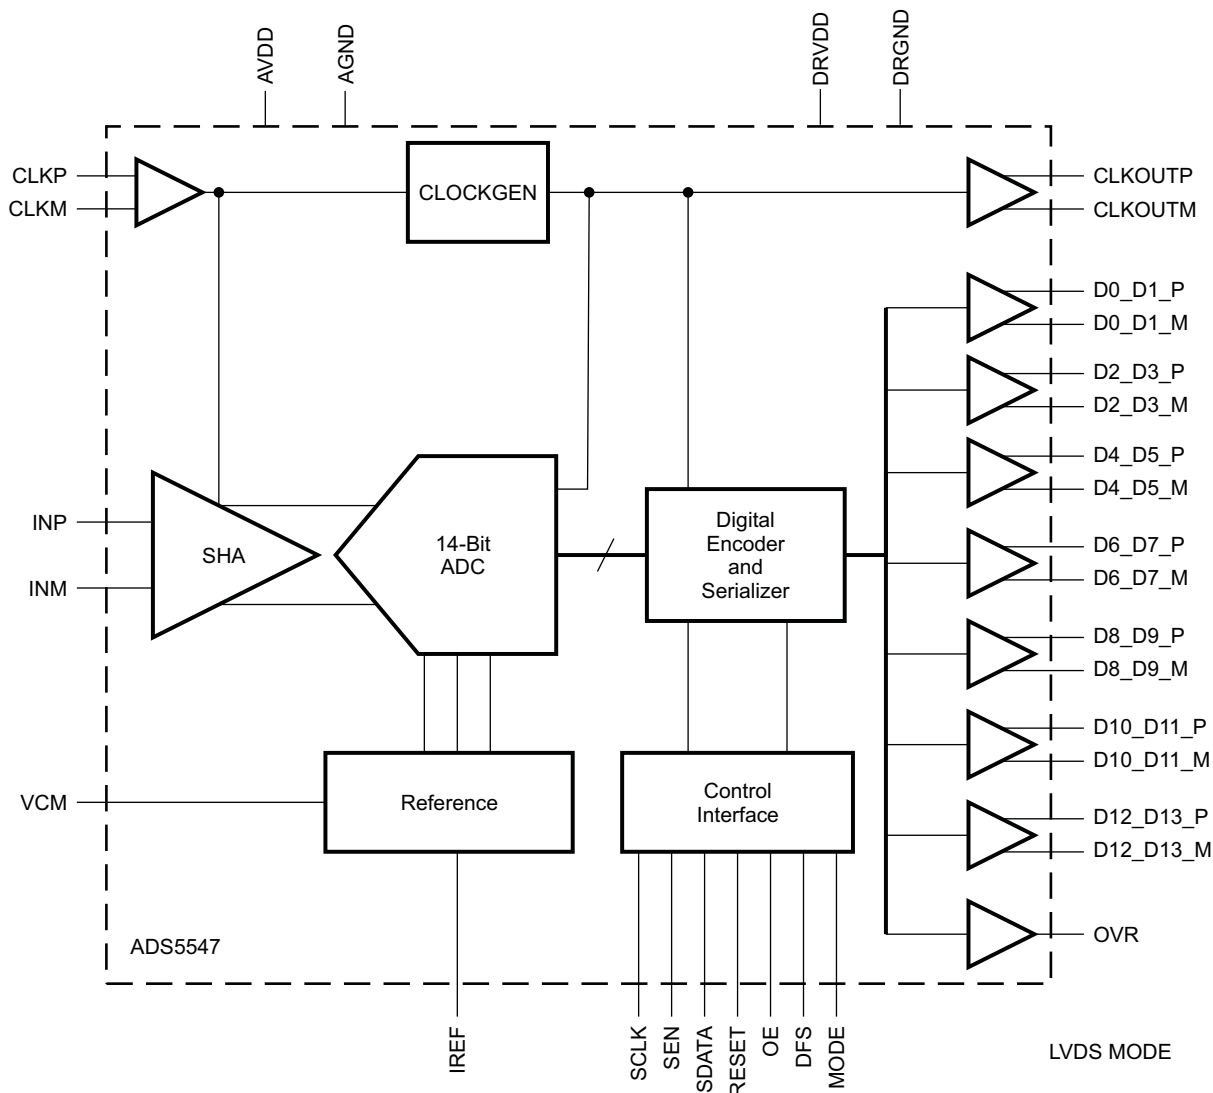 AVDD
AGND
DRVDD
DRGND
CLKP
CLKM
CLOCKGEN
CLKOUTP
CLKOUTM
D0_D1_P
D0_D1_M
D2_D3_P
D2_D3_M
D4_D5_P
D4_D5_M
INP
INM
SHA
14-Bit
ADC
Digital
Encoder
and
Serializer
D6_D7_P
D6_D7_M
D8_D9_P
D8_D9_M
D10_D11_P
D10_D11_M
VCM
Reference
Control
Interface
D12_D13_P
D12_D13_M
OVR
ADS5547
IREF
SCLK
SEN
SDATA
RESET
OE
DFS
MODE
LVDS MODE